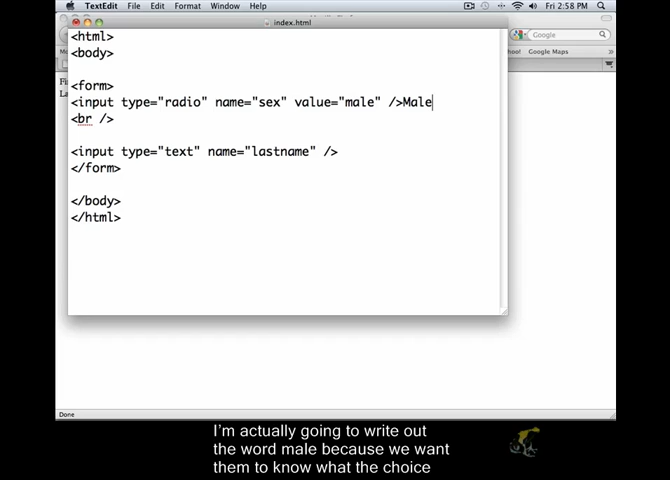 TextEdit File Edit Format Window Help Fri 2:58 PM
index.html
Google
Google Maps
<html>
<body>
<form>
<input type="radio" name="sex" value="male" />Male
<br />
<input type="text" name="lastname" />
</form>
</body>
</html>
Done
I'm actually going to write out
the word male because we want
them to know what the choice